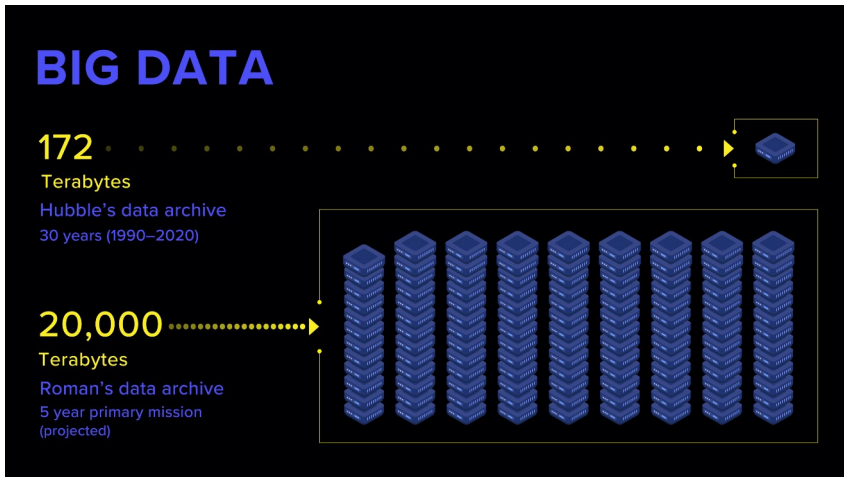 BIG DATA
172
Terabytes
Hubble’s data archive
30 years (1990–2020)
20,000
Terabytes
Roman’s data archive
5 year primary mission
(projected)